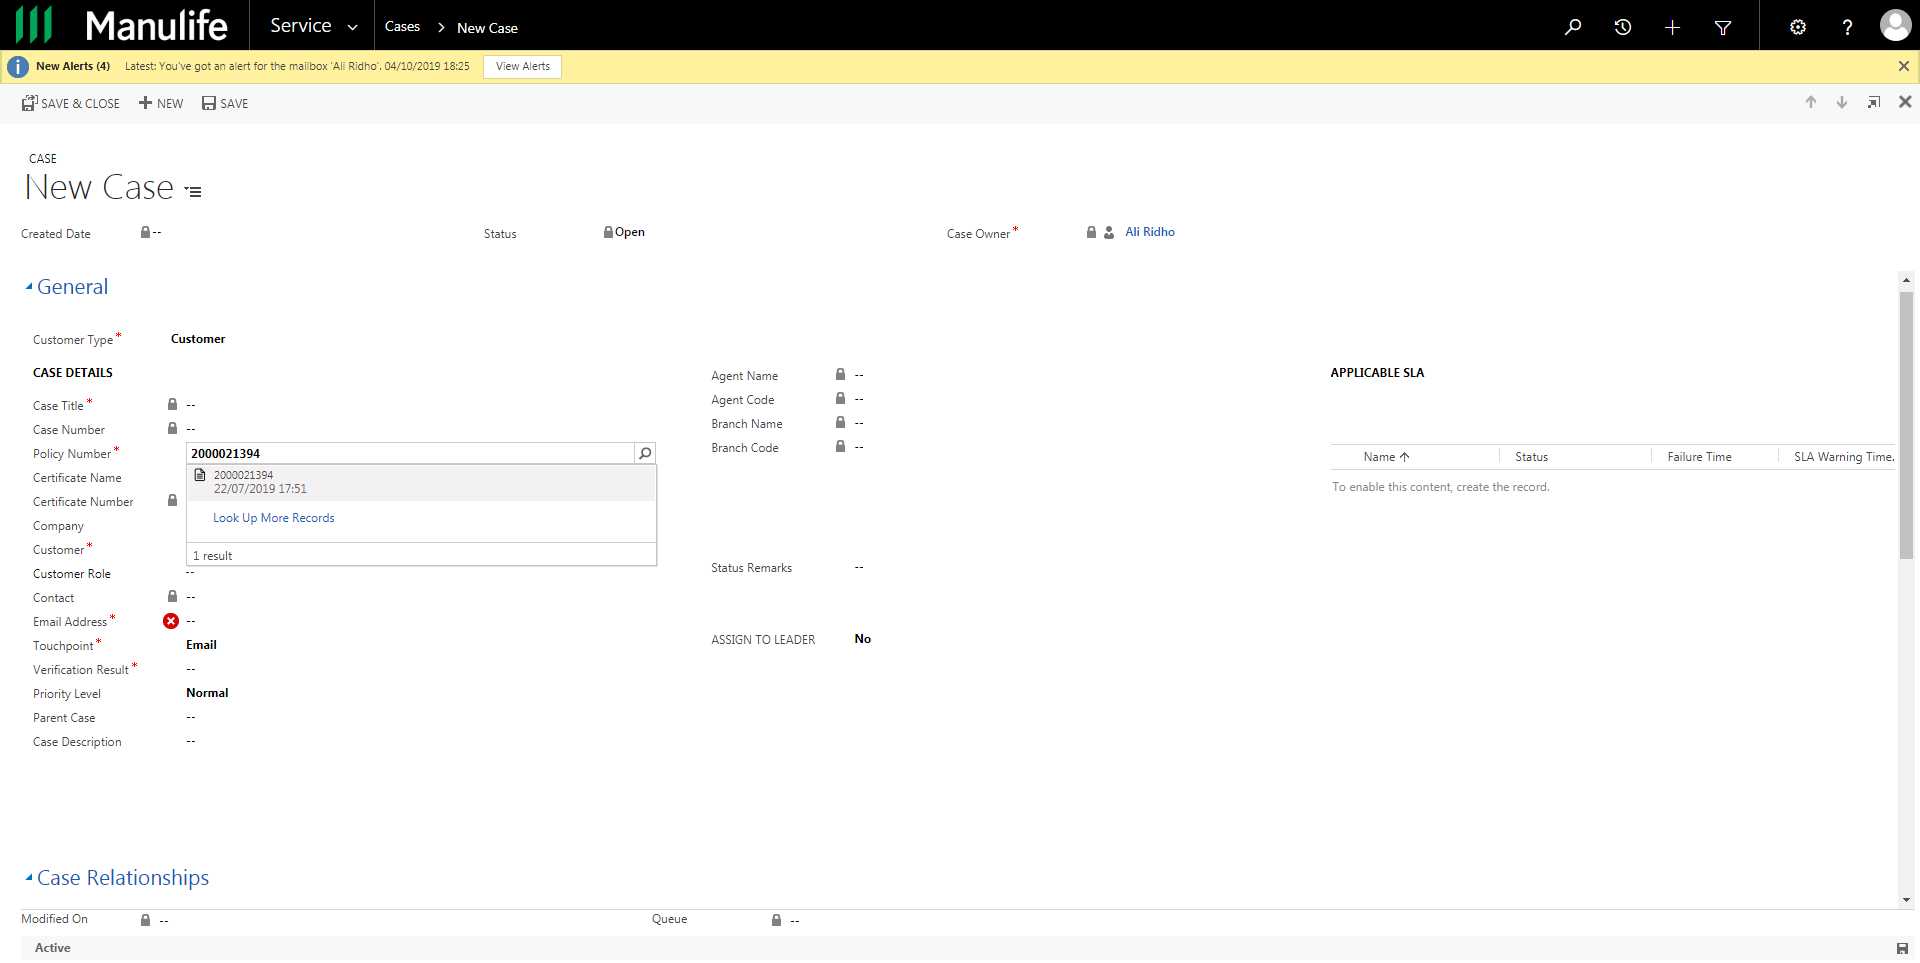 Manulife Service Cases New Case
New Alerts (4) Latest: You've got an alert for the mailbox 'Ali Ridho'. 04/10/2019 18:25 View Alerts
SAVE & CLOSE NEW SAVE
CASE
New Case
Created Date -- Status Open Case Owner* Ali Ridho
General
Customer Type* Customer
CASE DETAILS
Case Title* --
Case Number --
Policy Number* 2000021394
2000021394
22/07/2019 17:51
Look Up More Records
1 result
Certificate Name
Certificate Number
Company
Customer*
Customer Role --
Contact --
Email Address* --
Touchpoint* Email
Verification Result* --
Priority Level Normal
Parent Case --
Case Description --
Agent Name --
Agent Code --
Branch Name --
Branch Code --
Status Remarks --
ASSIGN TO LEADER No
APPLICABLE SLA
Name Status Failure Time SLA Warning Time.
To enable this content, create the record.
Case Relationships
Modified On -- Queue --
Active